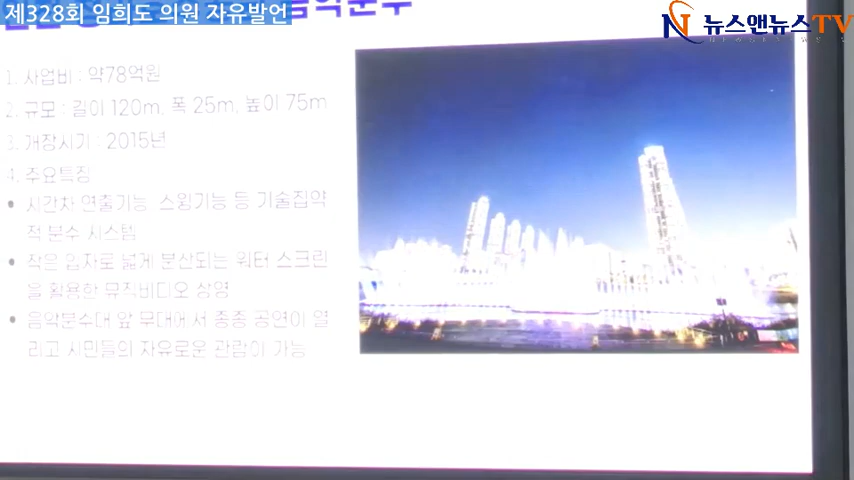 제328회 임희도 의원 자유발언
뉴스앤뉴스TV
음악분수
1. 사업비 : 약78억원
2. 규모 : 길이 120m, 폭 25m, 높이 75m
3. 개장시기 : 2015년
4. 주요특징
• 시간차 연출기능 스윙기능 등 기술집약
적 분수 시스템
• 작은 입자로 넓게 분산되는 워터 스크린
을 활용한 뮤직비디오 상영
• 음악분수대 앞 무대에서 종종 공연이 열
리고 시민들의 자유로운 관람이 가능